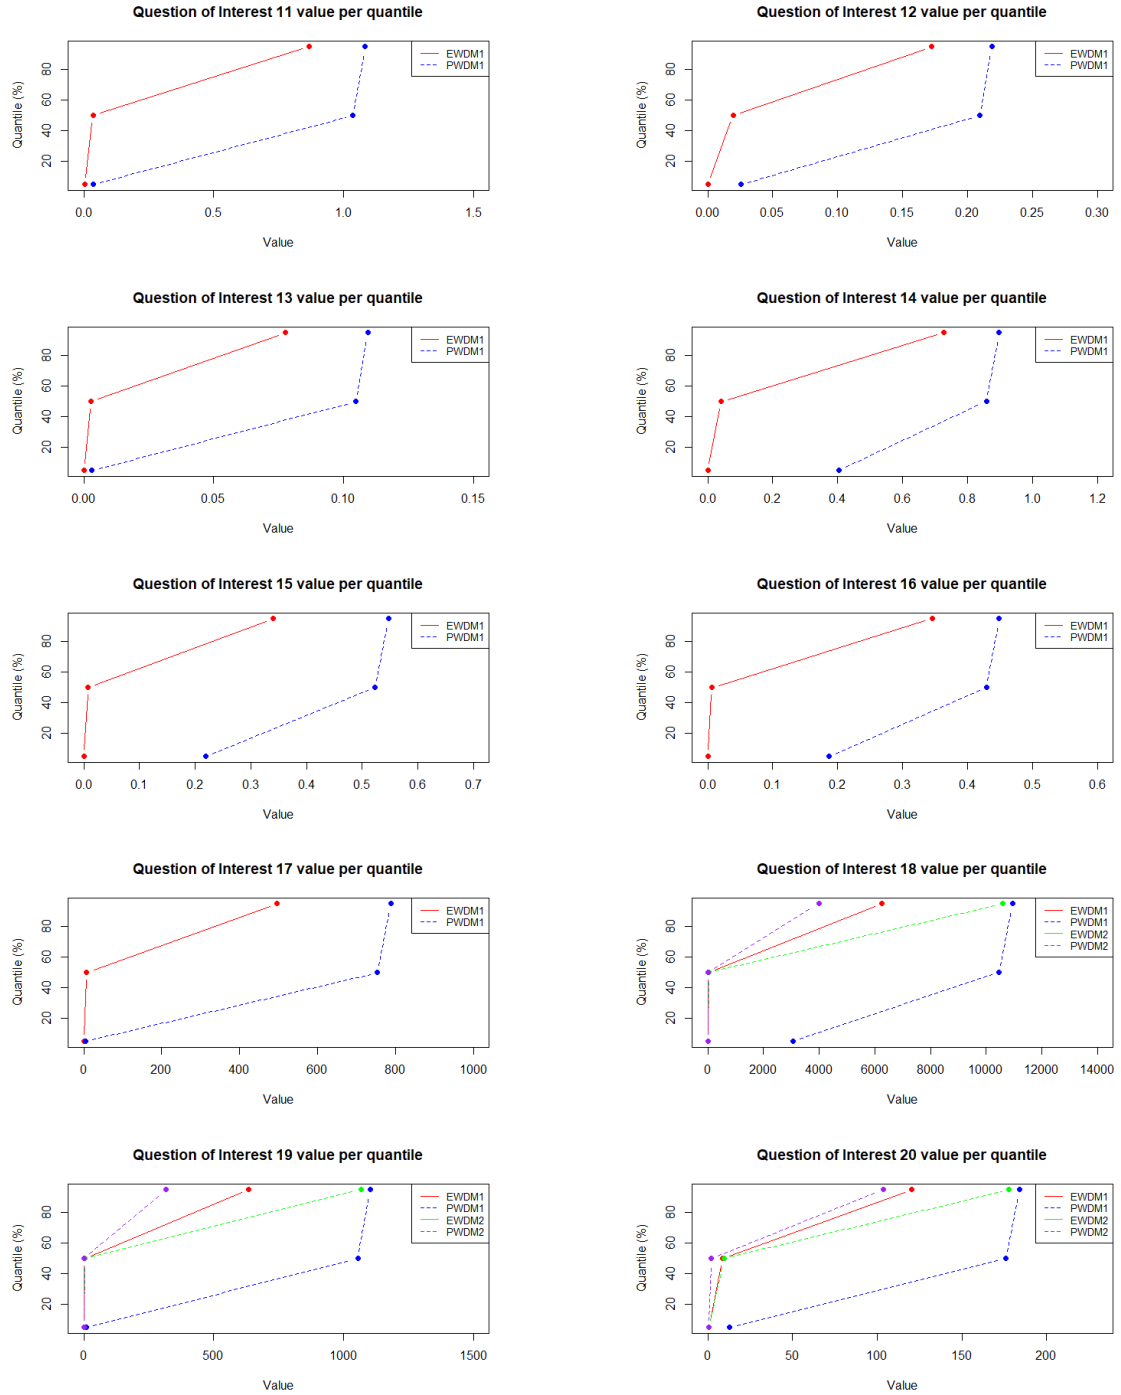 Question of Interest 11 value per quantile
Quantile (%)
20 40 60 80
EWDM1
PWDM1
0.0 0.5 1.0 1.5
Value
Question of Interest 12 value per quantile
Quantile (%)
20 40 60 80
EWDM1
PWDM1
0.00 0.05 0.10 0.15 0.20 0.25 0.30
Value
Question of Interest 13 value per quantile
Quantile (%)
20 40 60 80
EWDM1
PWDM1
0.00 0.05 0.10 0.15
Value
Question of Interest 14 value per quantile
Quantile (%)
20 40 60 80
EWDM1
PWDM1
0.0 0.2 0.4 0.6 0.8 1.0 1.2
Value
Question of Interest 15 value per quantile
Quantile (%)
20 40 60 80
EWDM1
PWDM1
0.0 0.1 0.2 0.3 0.4 0.5 0.6 0.7
Value
Question of Interest 16 value per quantile
Quantile (%)
20 40 60 80
EWDM1
PWDM1
0.0 0.1 0.2 0.3 0.4 0.5 0.6
Value
Question of Interest 17 value per quantile
Quantile (%)
20 40 60 80
EWDM1
PWDM1
0 200 400 600 800 1000
Value
Question of Interest 18 value per quantile
Quantile (%)
20 40 60 80
EWDM1
PWDM1
EWDM2
PWDM2
0 2000 4000 6000 8000 10000 12000 14000
Value
Question of Interest 19 value per quantile
Quantile (%)
20 40 60 80
EWDM1
PWDM1
EWDM2
PWDM2
0 500 1000 1500
Value
Question of Interest 20 value per quantile
Quantile (%)
20 40 60 80
EWDM1
PWDM1
EWDM2
PWDM2
0 50 100 150 200
Value